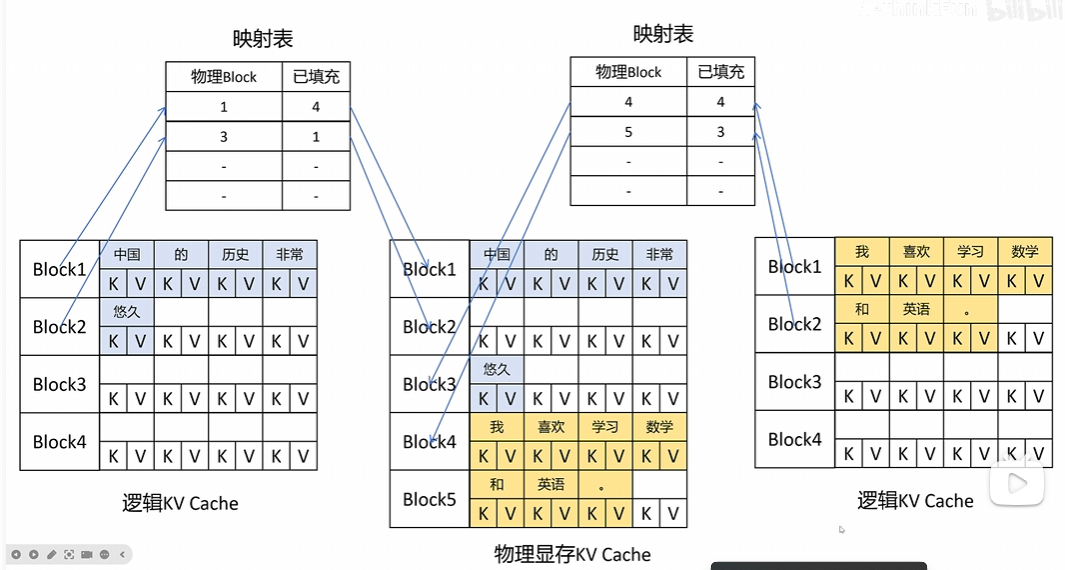 bilibili
映射表
物理Block 已填充
1 4
3 1
- -
- -
映射表
物理Block 已填充
4 4
5 3
- -
- -
Block1 中国 的 历史 非常
K V K V K V K V
Block2 悠久
K V K V K V K V
Block3
K V K V K V K V
Block4
K V K V K V K V
逻辑KV Cache
Block1 中国 的 历史 非常
K V K V K V K V
Block2
K V K V K V K V
Block3 悠久
K V K V K V K V
Block4 我 喜欢 学习 数学
K V K V K V K V
Block5 和 英语 。
K V K V K V K V
物理显存KV Cache
Block1 我 喜欢 学习 数学
K V K V K V K V
Block2 和 英语 。
K V K V K V K V
Block3
K V K V K V K V
Block4
K V K V K V K V
逻辑KV Cache